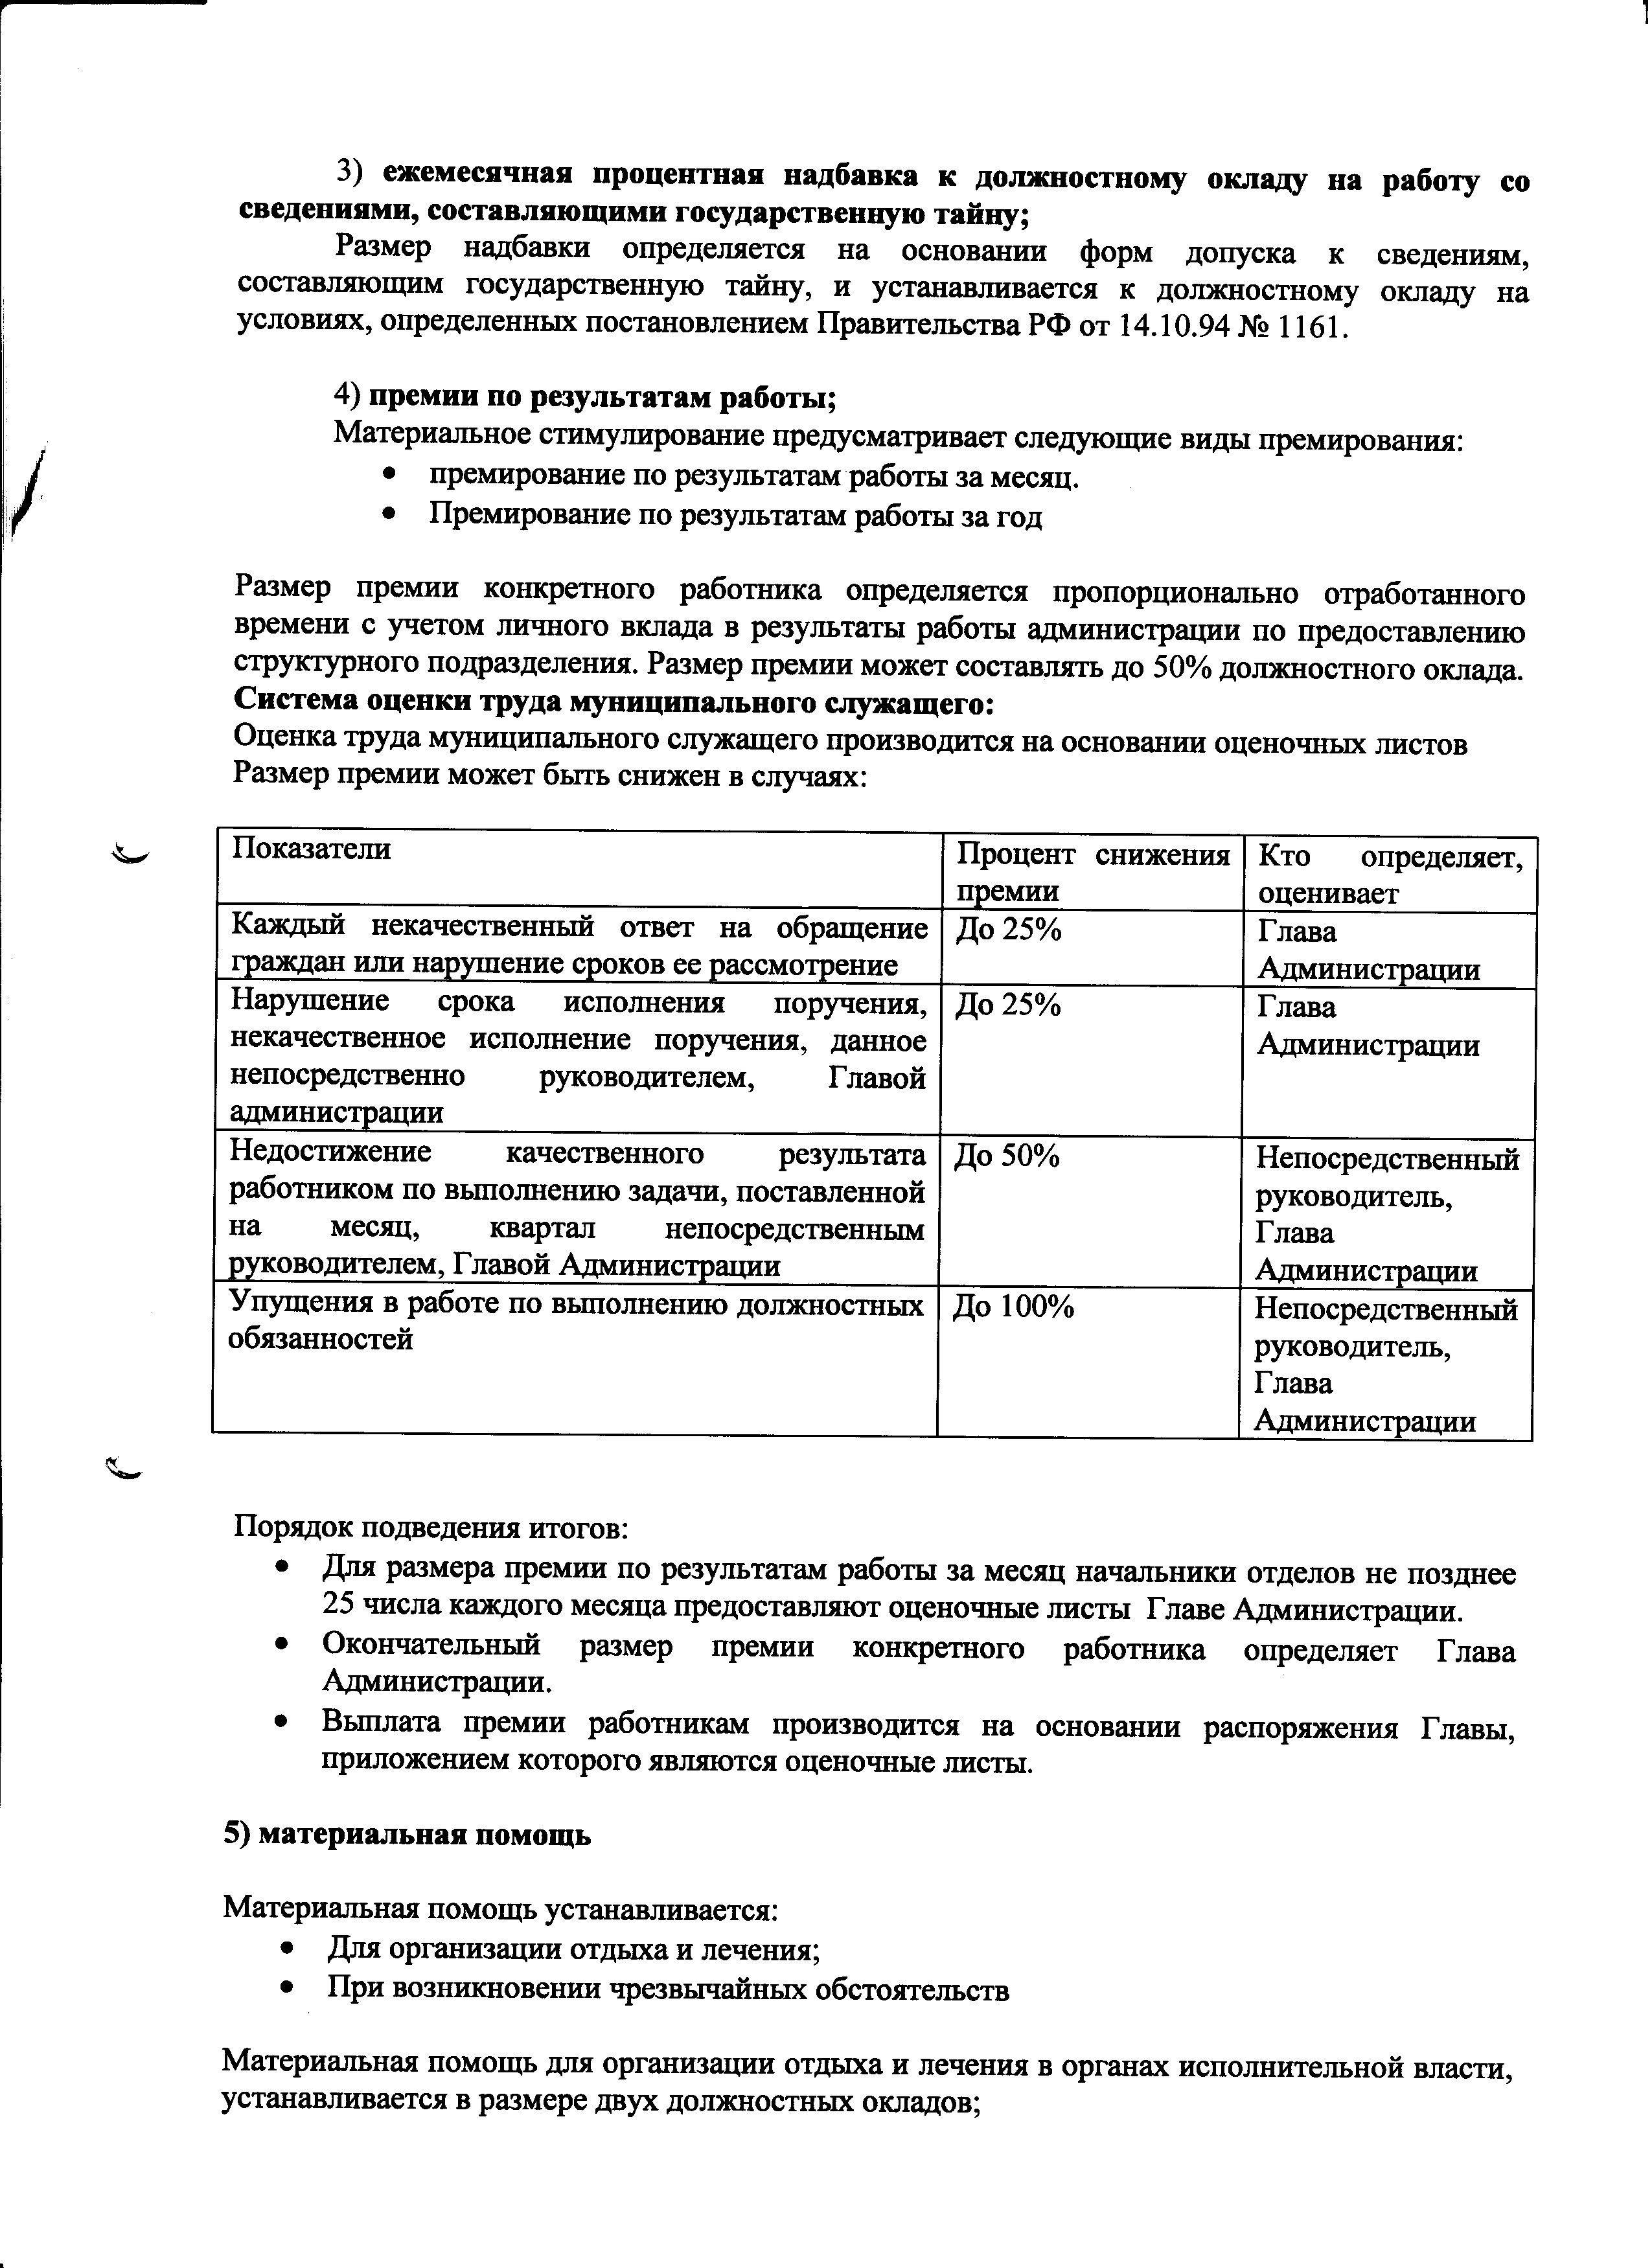 3) ежемесячная процентная надбавка к должностному окладу на работу со
сведениями, составляющими государственную тайну;
Размер надбавки определяется на основании форм допуска к сведениям,
составляющим государственную тайну, и устанавливается к должностному окладу на
условиях, определенных постановлением Правительства РФ от 14.10.94 № 1161.
4) премии по результатам работы;
Материальное стимулирование предусматривает следующие виды премирования:
• премирование по результатам работы за месяц.
• Премирование по результатам работы за год
Размер премии конкретного работника определяется пропорционально отработанного
времени с учетом личного вклада в результаты работы администрации по предоставлению
структурного подразделения. Размер премии может составлять до 50% должностного оклада.
Система оценки труда муниципального служащего:
Оценка труда муниципального служащего производится на основании оценочных листов
Размер премии может быть снижен в случаях:
Показатели
Процент снижения
премии
Кто определяет,
оценивает
Каждый некачественный ответ на обращение
граждан или нарушение сроков ее рассмотрение
До 25%
Глава
Администрации
Нарушение срока исполнения поручения,
некачественное исполнение поручения, данное
непосредственно руководителем, Главой
администрации
До 25%
Глава
Администрации
Недостижение качественного результата
работником по выполнению задачи, поставленной
на месяц, квартал непосредственным
руководителем, Главой Администрации
До 50%
Непосредственный
руководитель,
Глава
Администрации
Упущения в работе по выполнению должностных
обязанностей
До 100%
Непосредственный
руководитель,
Глава
Администрации
Порядок подведения итогов:
• Для размера премии по результатам работы за месяц начальники отделов не позднее
25 числа каждого месяца предоставляют оценочные листы Главе Администрации.
• Окончательный размер премии конкретного работника определяет Глава
Администрации.
• Выплата премии работникам производится на основании распоряжения Главы,
приложением которого являются оценочные листы.
5) материальная помощь
Материальная помощь устанавливается:
• Для организации отдыха и лечения;
• При возникновении чрезвычайных обстоятельств
Материальная помощь для организации отдыха и лечения в органах исполнительной власти,
устанавливается в размере двух должностных окладов;